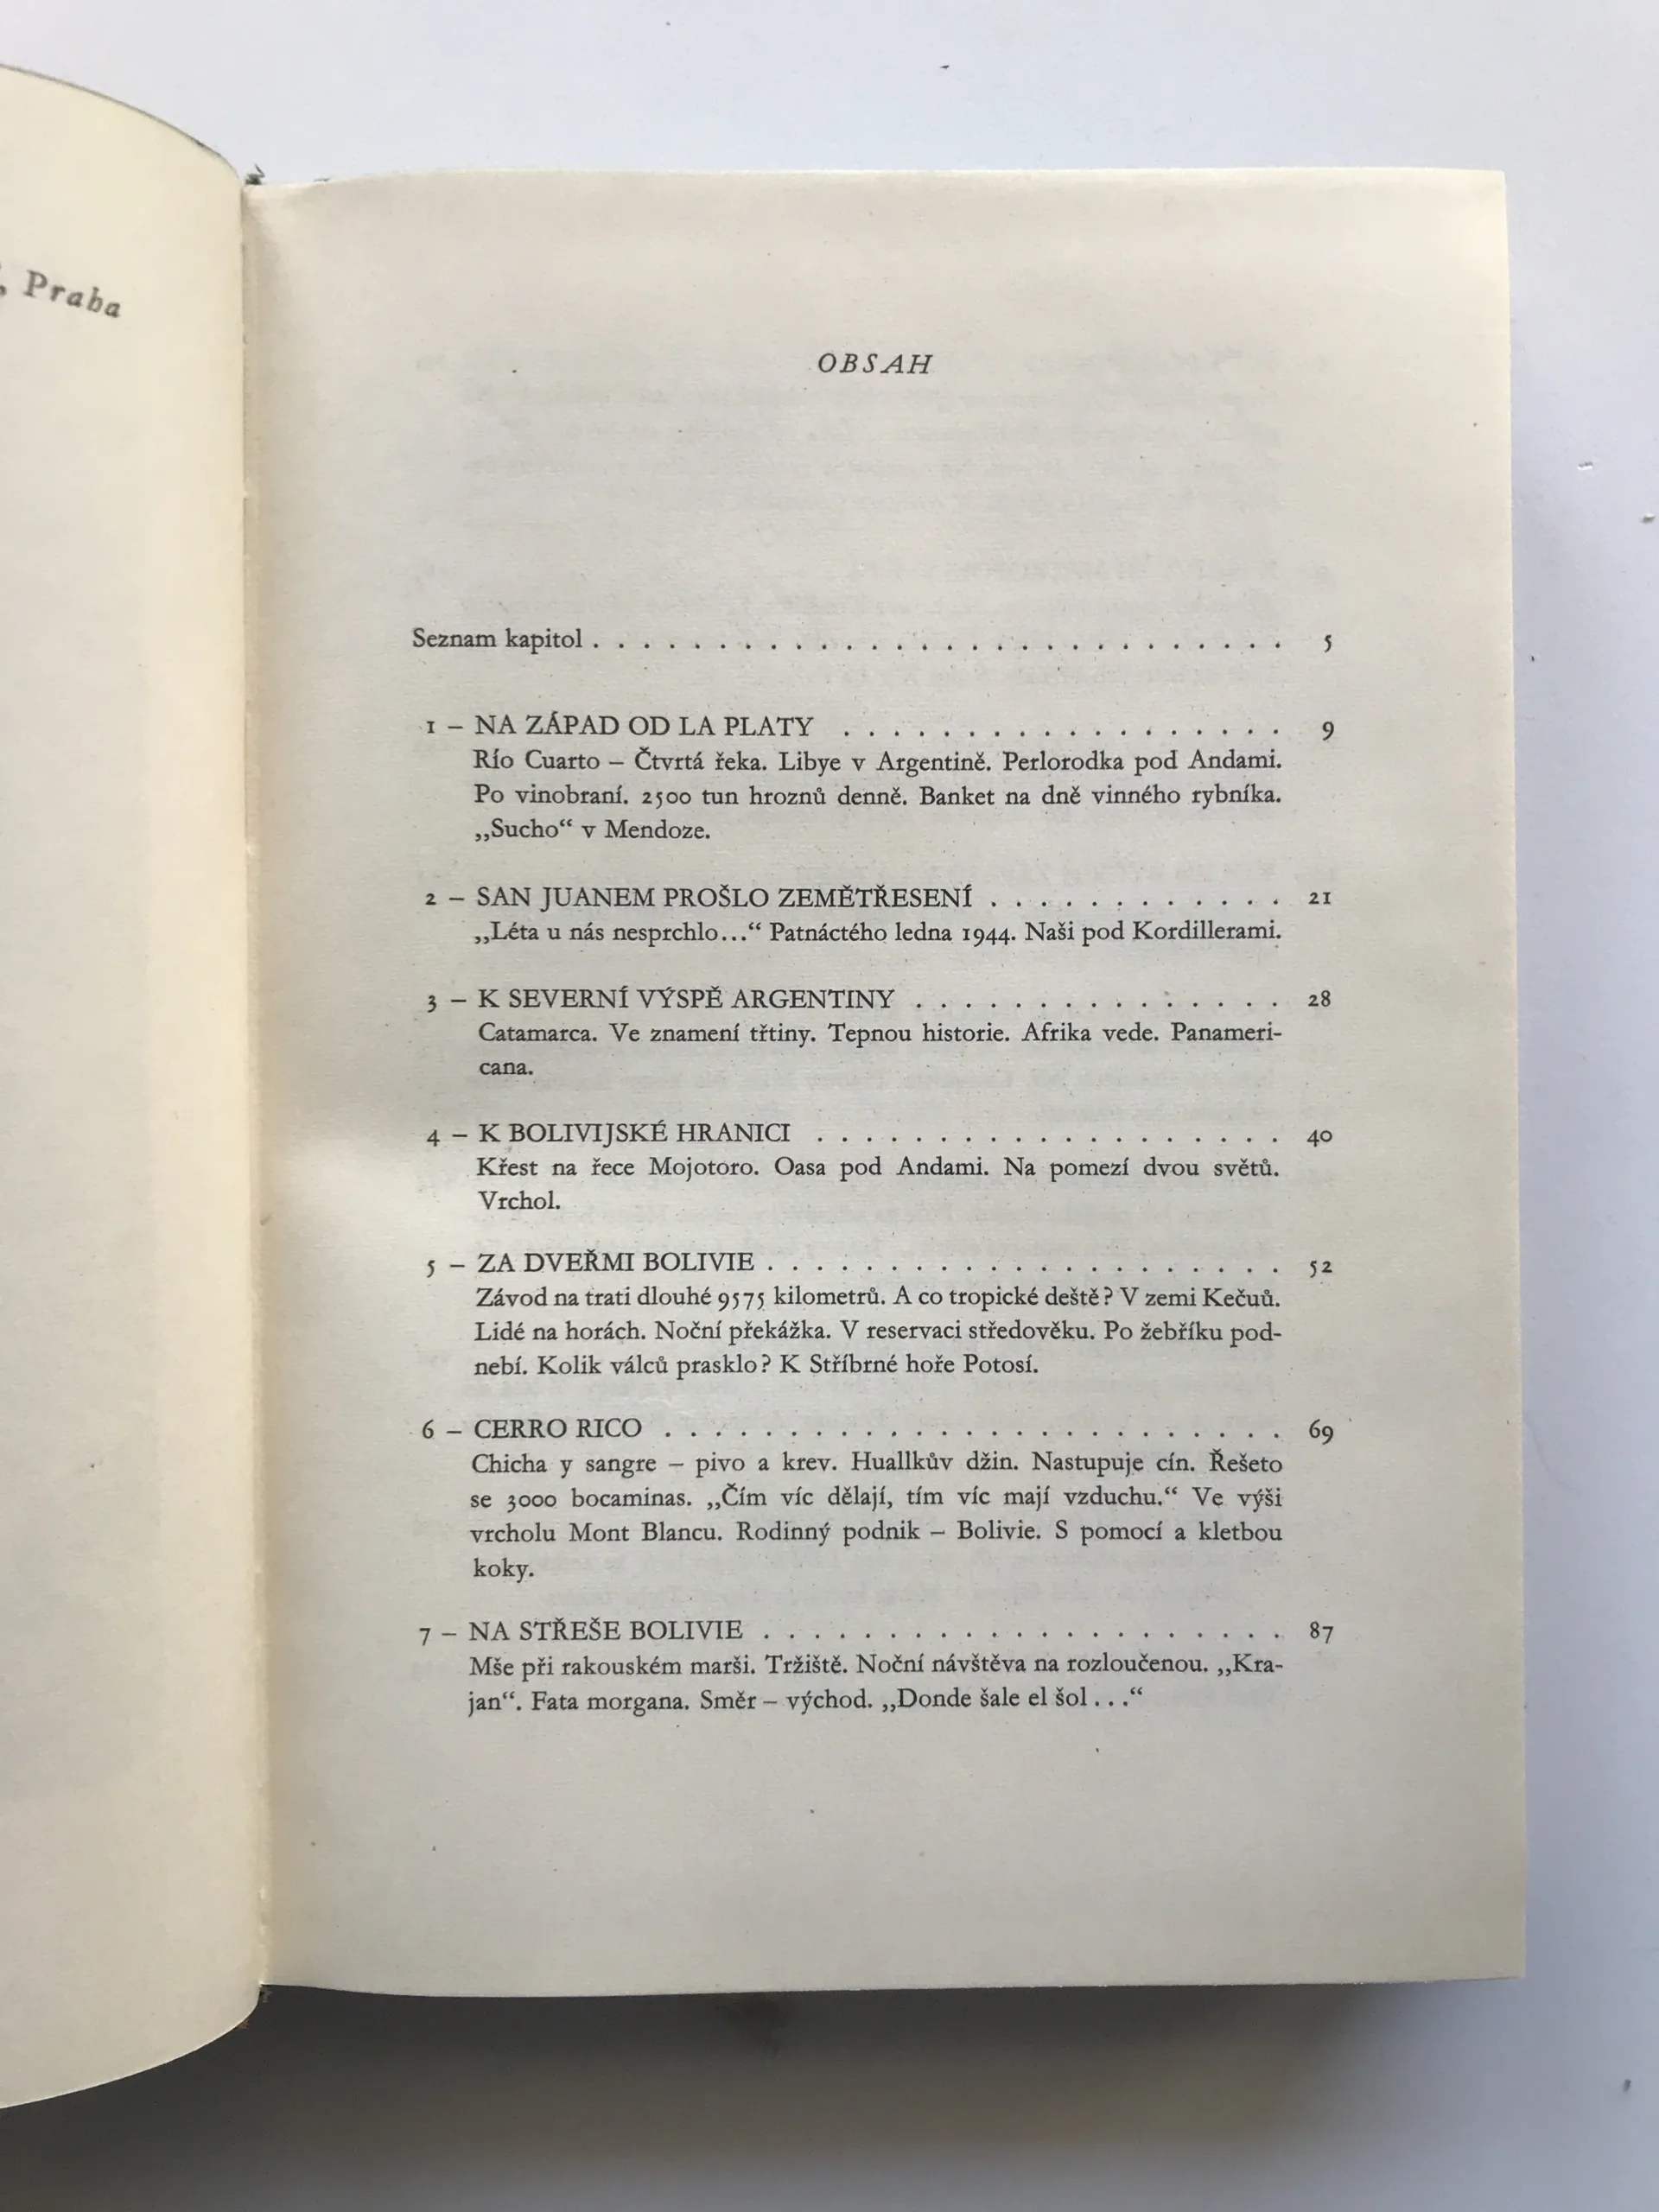 , Praha
OBSAH
Seznam kapitol . . . . . . . . . . . . . . . . . . . . . . . . . . . . 5
1 – NA ZÁPAD OD LA PLATY . . . . . . . . . . . . . . . . . . 9
Río Cuarto – Čtvrtá řeka. Libye v Argentině. Perlorodka pod Andami.
Po vinobraní. 2500 tun hroznů denně. Banket na dně vinného rybníka.
„Sucho“ v Mendoze.
2 – SAN JUANEM PROŠLO ZEMĚTŘESENÍ . . . . . . . . . . . . 21
„Léta u nás nesprchlo...“ Patnáctého ledna 1944. Naši pod Kordillerami.
3 – K SEVERNÍ VÝSPĚ ARGENTINY . . . . . . . . . . . . . . . 28
Catamarca. Ve znamení třtiny. Tepnou historie. Afrika vede. Panameri-
cana.
4 – K BOLIVIJSKÉ HRANICI . . . . . . . . . . . . . . . . . . . 40
Křest na řece Mojotoro. Oasa pod Andami. Na pomezí dvou světů.
Vrchol.
5 – ZA DVEŘMI BOLIVIE . . . . . . . . . . . . . . . . . . . . . 52
Závod na trati dlouhé 9575 kilometrů. A co tropické deště? V zemi Kečuů.
Lidé na horách. Noční překážka. V reservaci středověku. Po žebříku pod-
nebí. Kolik válců prasklo? K Stříbrné hoře Potosí.
6 – CERRO RICO . . . . . . . . . . . . . . . . . . . . . . . . . 69
Chicha y sangre – pivo a krev. Huallkův džin. Nastupuje cín. Řešeto
se 3000 bocaminas. „Čím víc dělají, tím víc mají vzduchu.“ Ve výši
vrcholu Mont Blancu. Rodinný podnik – Bolivie. S pomocí a kletbou
koky.
7 – NA STŘEŠE BOLIVIE . . . . . . . . . . . . . . . . . . . . . 87
Mše při rakouském marši. Tržiště. Noční návštěva na rozloučenou. „Kra-
jan“. Fata morgana. Směr – východ. „Donde šale el šol . . .“